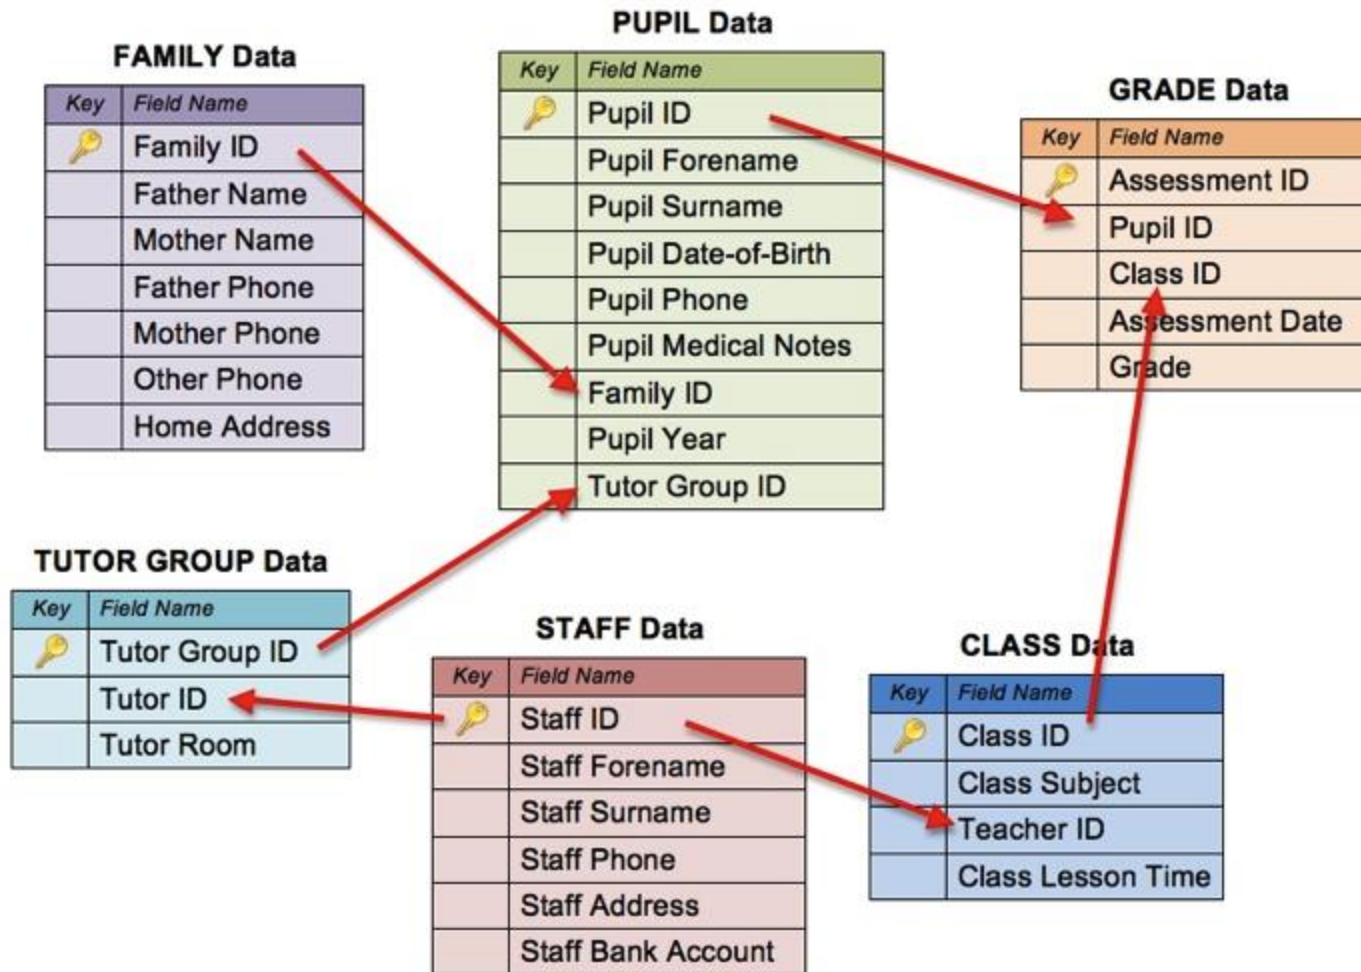 FAMILY Data
Key Field Name
Family ID
Father Name
Mother Name
Father Phone
Mother Phone
Other Phone
Home Address
PUPIL Data
Key Field Name
Pupil ID
Pupil Forename
Pupil Surname
Pupil Date-of-Birth
Pupil Phone
Pupil Medical Notes
Family ID
Pupil Year
Tutor Group ID
GRADE Data
Key Field Name
Assessment ID
Pupil ID
Class ID
Assessment Date
Grade
TUTOR GROUP Data
Key Field Name
Tutor Group ID
Tutor ID
Tutor Room
STAFF Data
Key Field Name
Staff ID
Staff Forename
Staff Surname
Staff Phone
Staff Address
Staff Bank Account
CLASS Data
Key Field Name
Class ID
Class Subject
Teacher ID
Class Lesson Time